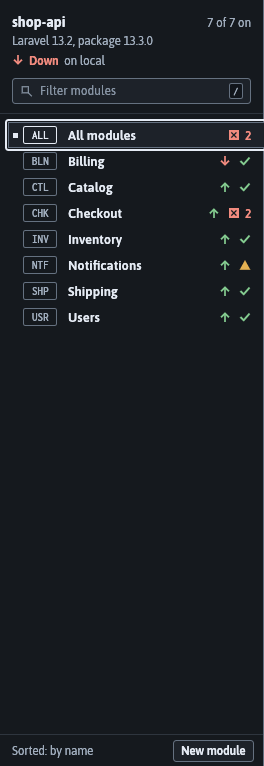 shop-api 7 of 7 on
Laravel 13.2, package 13.3.0
Down on local
Filter modules /
ALL All modules 2
BLN Billing
CTL Catalog
CHK Checkout 2
INV Inventory
NTF Notifications
SHP Shipping
USR Users
Sorted: by name New module